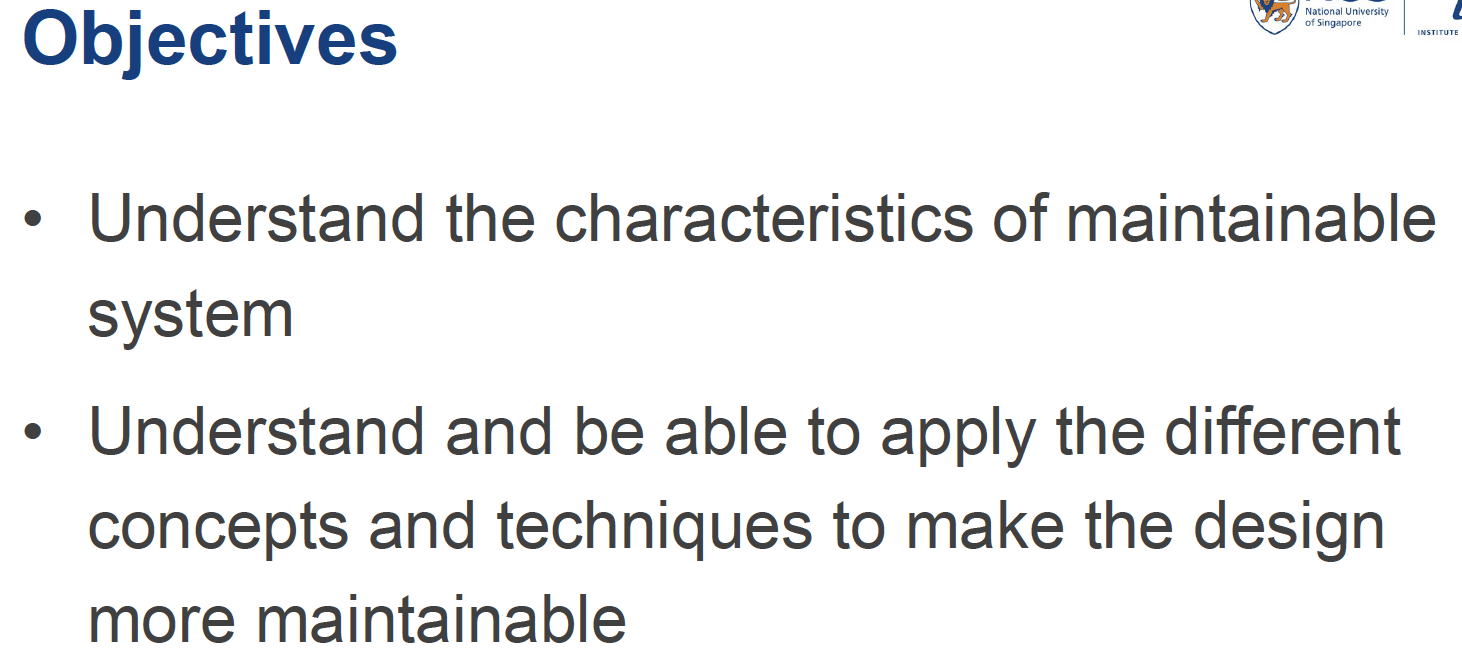 Objectives
National University
of Singapore
INSTITUTE
• Understand the characteristics of maintainable
system
• Understand and be able to apply the different
concepts and techniques to make the design
more maintainable